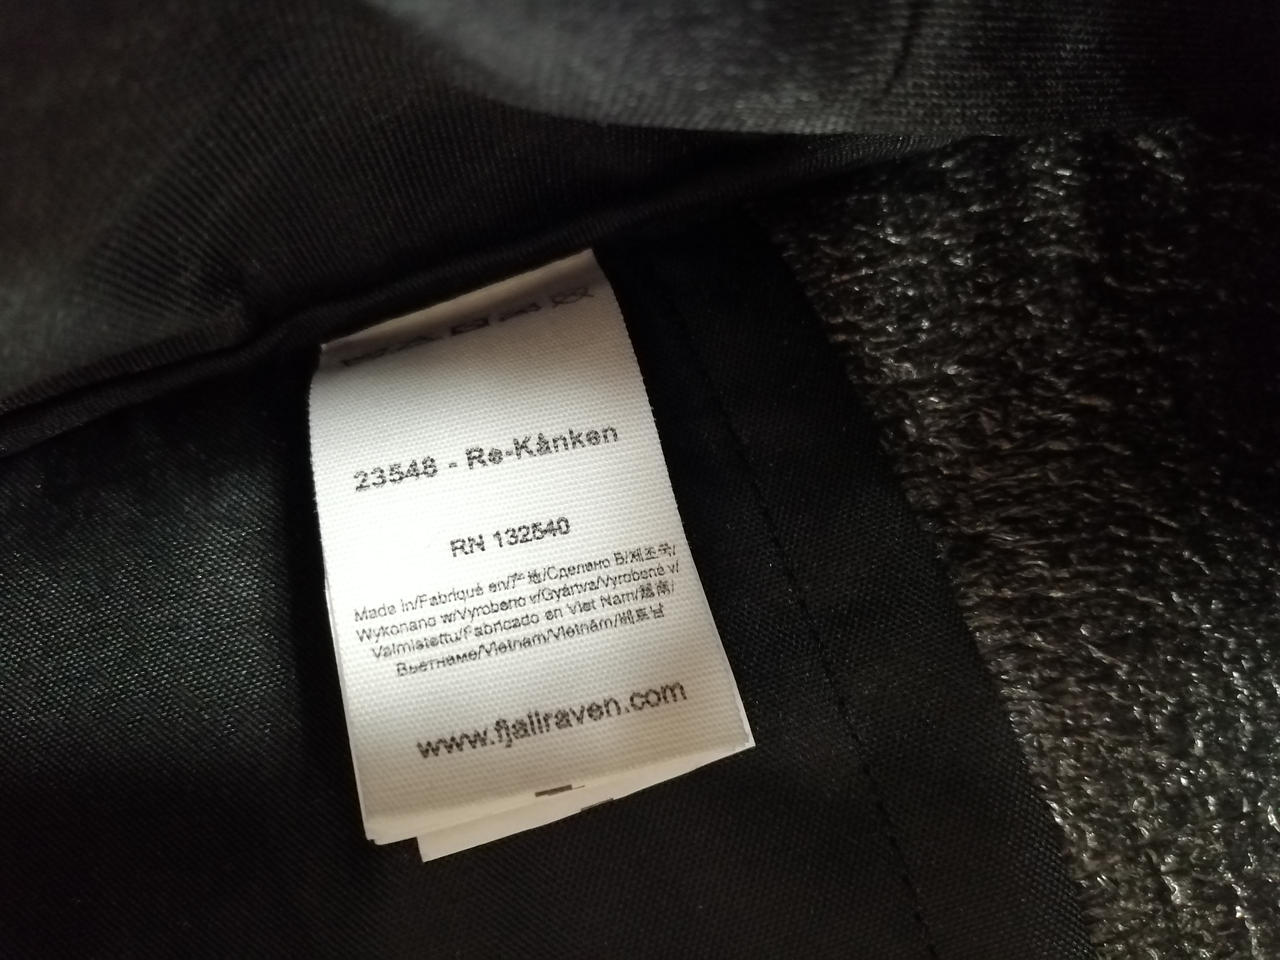 23548 - Re-Kånken
RN 132540
Made in/Fabriqué en/产地/Сделано В/제조국/
Wykonano w/Vyrobeno v/Gyártva/Vyrobené v/
Valmistettu/Fabricado en Viet Nam/越南/
Вьетнаме/Vietnam/Vietnám/베트남
www.fjallraven.com